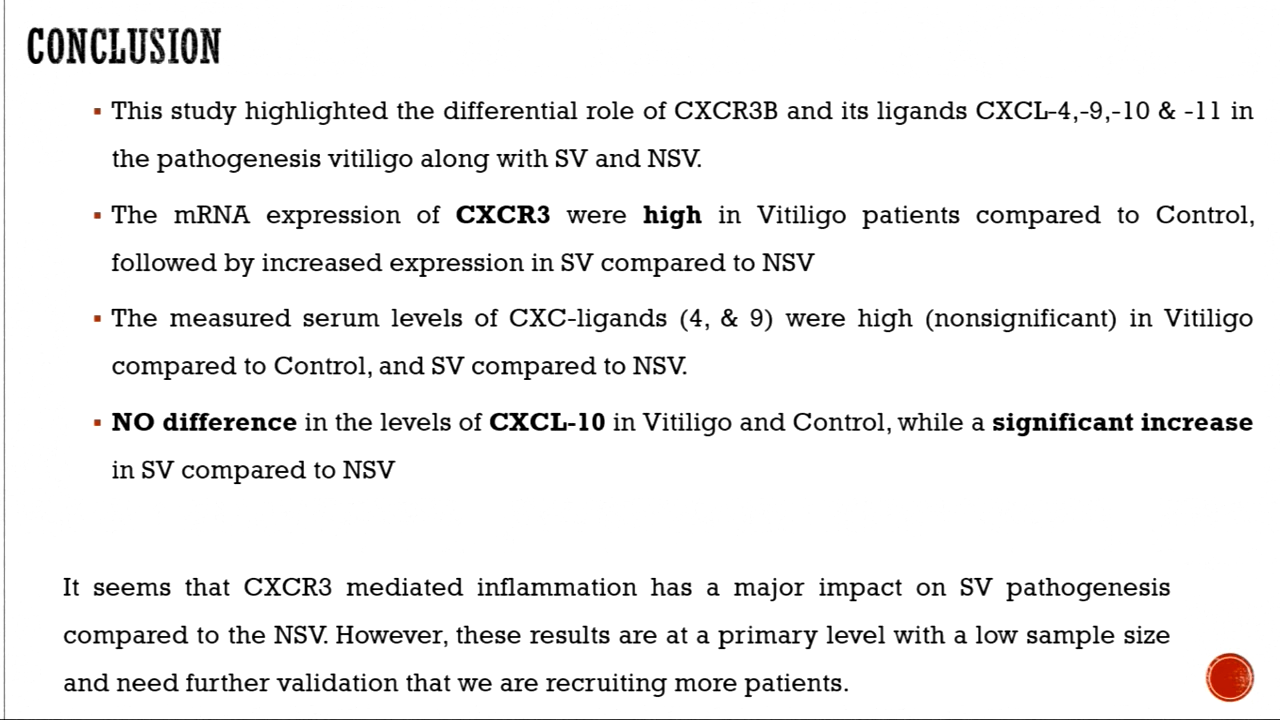 CONCLUSION
▪ This study highlighted the differential role of CXCR3B and its ligands CXCL-4,-9,-10 & -11 in
the pathogenesis vitiligo along with SV and NSV.
▪ The mRNA expression of CXCR3 were high in Vitiligo patients compared to Control,
followed by increased expression in SV compared to NSV
▪ The measured serum levels of CXC-ligands (4, & 9) were high (nonsignificant) in Vitiligo
compared to Control, and SV compared to NSV.
▪ NO difference in the levels of CXCL-10 in Vitiligo and Control, while a significant increase
in SV compared to NSV
It seems that CXCR3 mediated inflammation has a major impact on SV pathogenesis
compared to the NSV. However, these results are at a primary level with a low sample size
and need further validation that we are recruiting more patients.